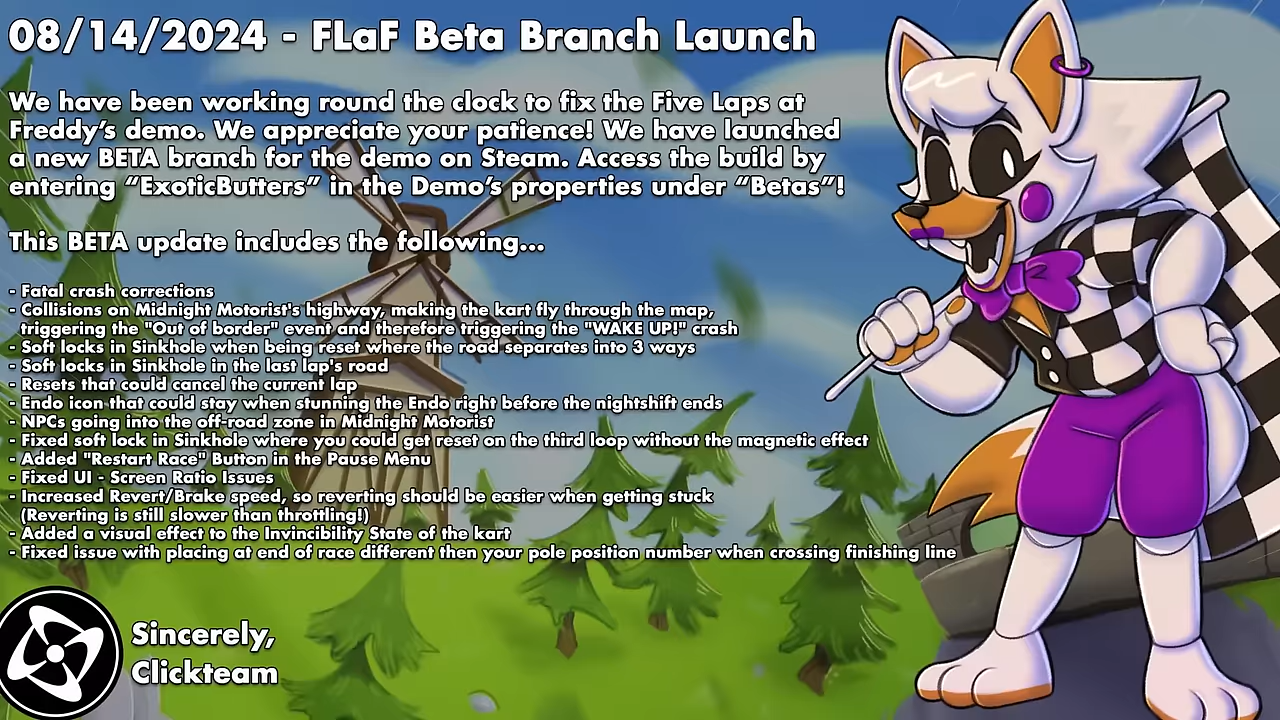 08/14/2024 - FLaF Beta Branch Launch
We have been working round the clock to fix the Five Laps at
Freddy's demo. We appreciate your patience! We have launched
a new BETA branch for the demo on Steam. Access the build by
entering “ExoticButters” in the Demo's properties under “Betas”!
This BETA update includes the following...
- Fatal crash corrections
- Collisions on Midnight Motorist's highway, making the kart fly through the map,
triggering the "Out of border" event and therefore triggering the "WAKE UP!" crash
- Soft locks in Sinkhole when being reset where the road separates into 3 ways
- Soft locks in Sinkhole in the last lap's road
- Resets that could cancel the current lap
- Endo icon that could stay when stunning the Endo right before the nightshift ends
- NPCs going into the off-road zone in Midnight Motorist
- Fixed soft lock in Sinkhole where you could get reset on the third loop without the magnetic effect
- Added "Restart Race" Button in the Pause Menu
- Fixed UI - Screen Ratio Issues
- Increased Revert/Brake speed, so reverting should be easier when getting stuck
(Reverting is still slower than throttling!)
- Added a visual effect to the Invincibility State of the kart
- Fixed issue with placing at end of race different then your pole position number when crossing finishing line
Sincerely,
Clickteam